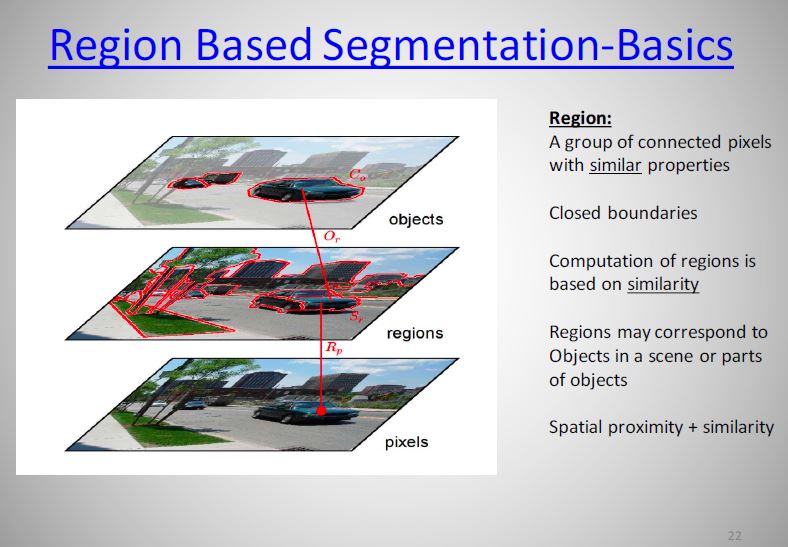 Region Based Segmentation-Basics
Region:
A group of connected pixels
with similar properties
Closed boundaries
Computation of regions is
based on similarity
Regions may correspond to
Objects in a scene or parts
of objects
Spatial proximity + similarity
C_o
objects
O_r
S_r
regions
R_p
pixels
22